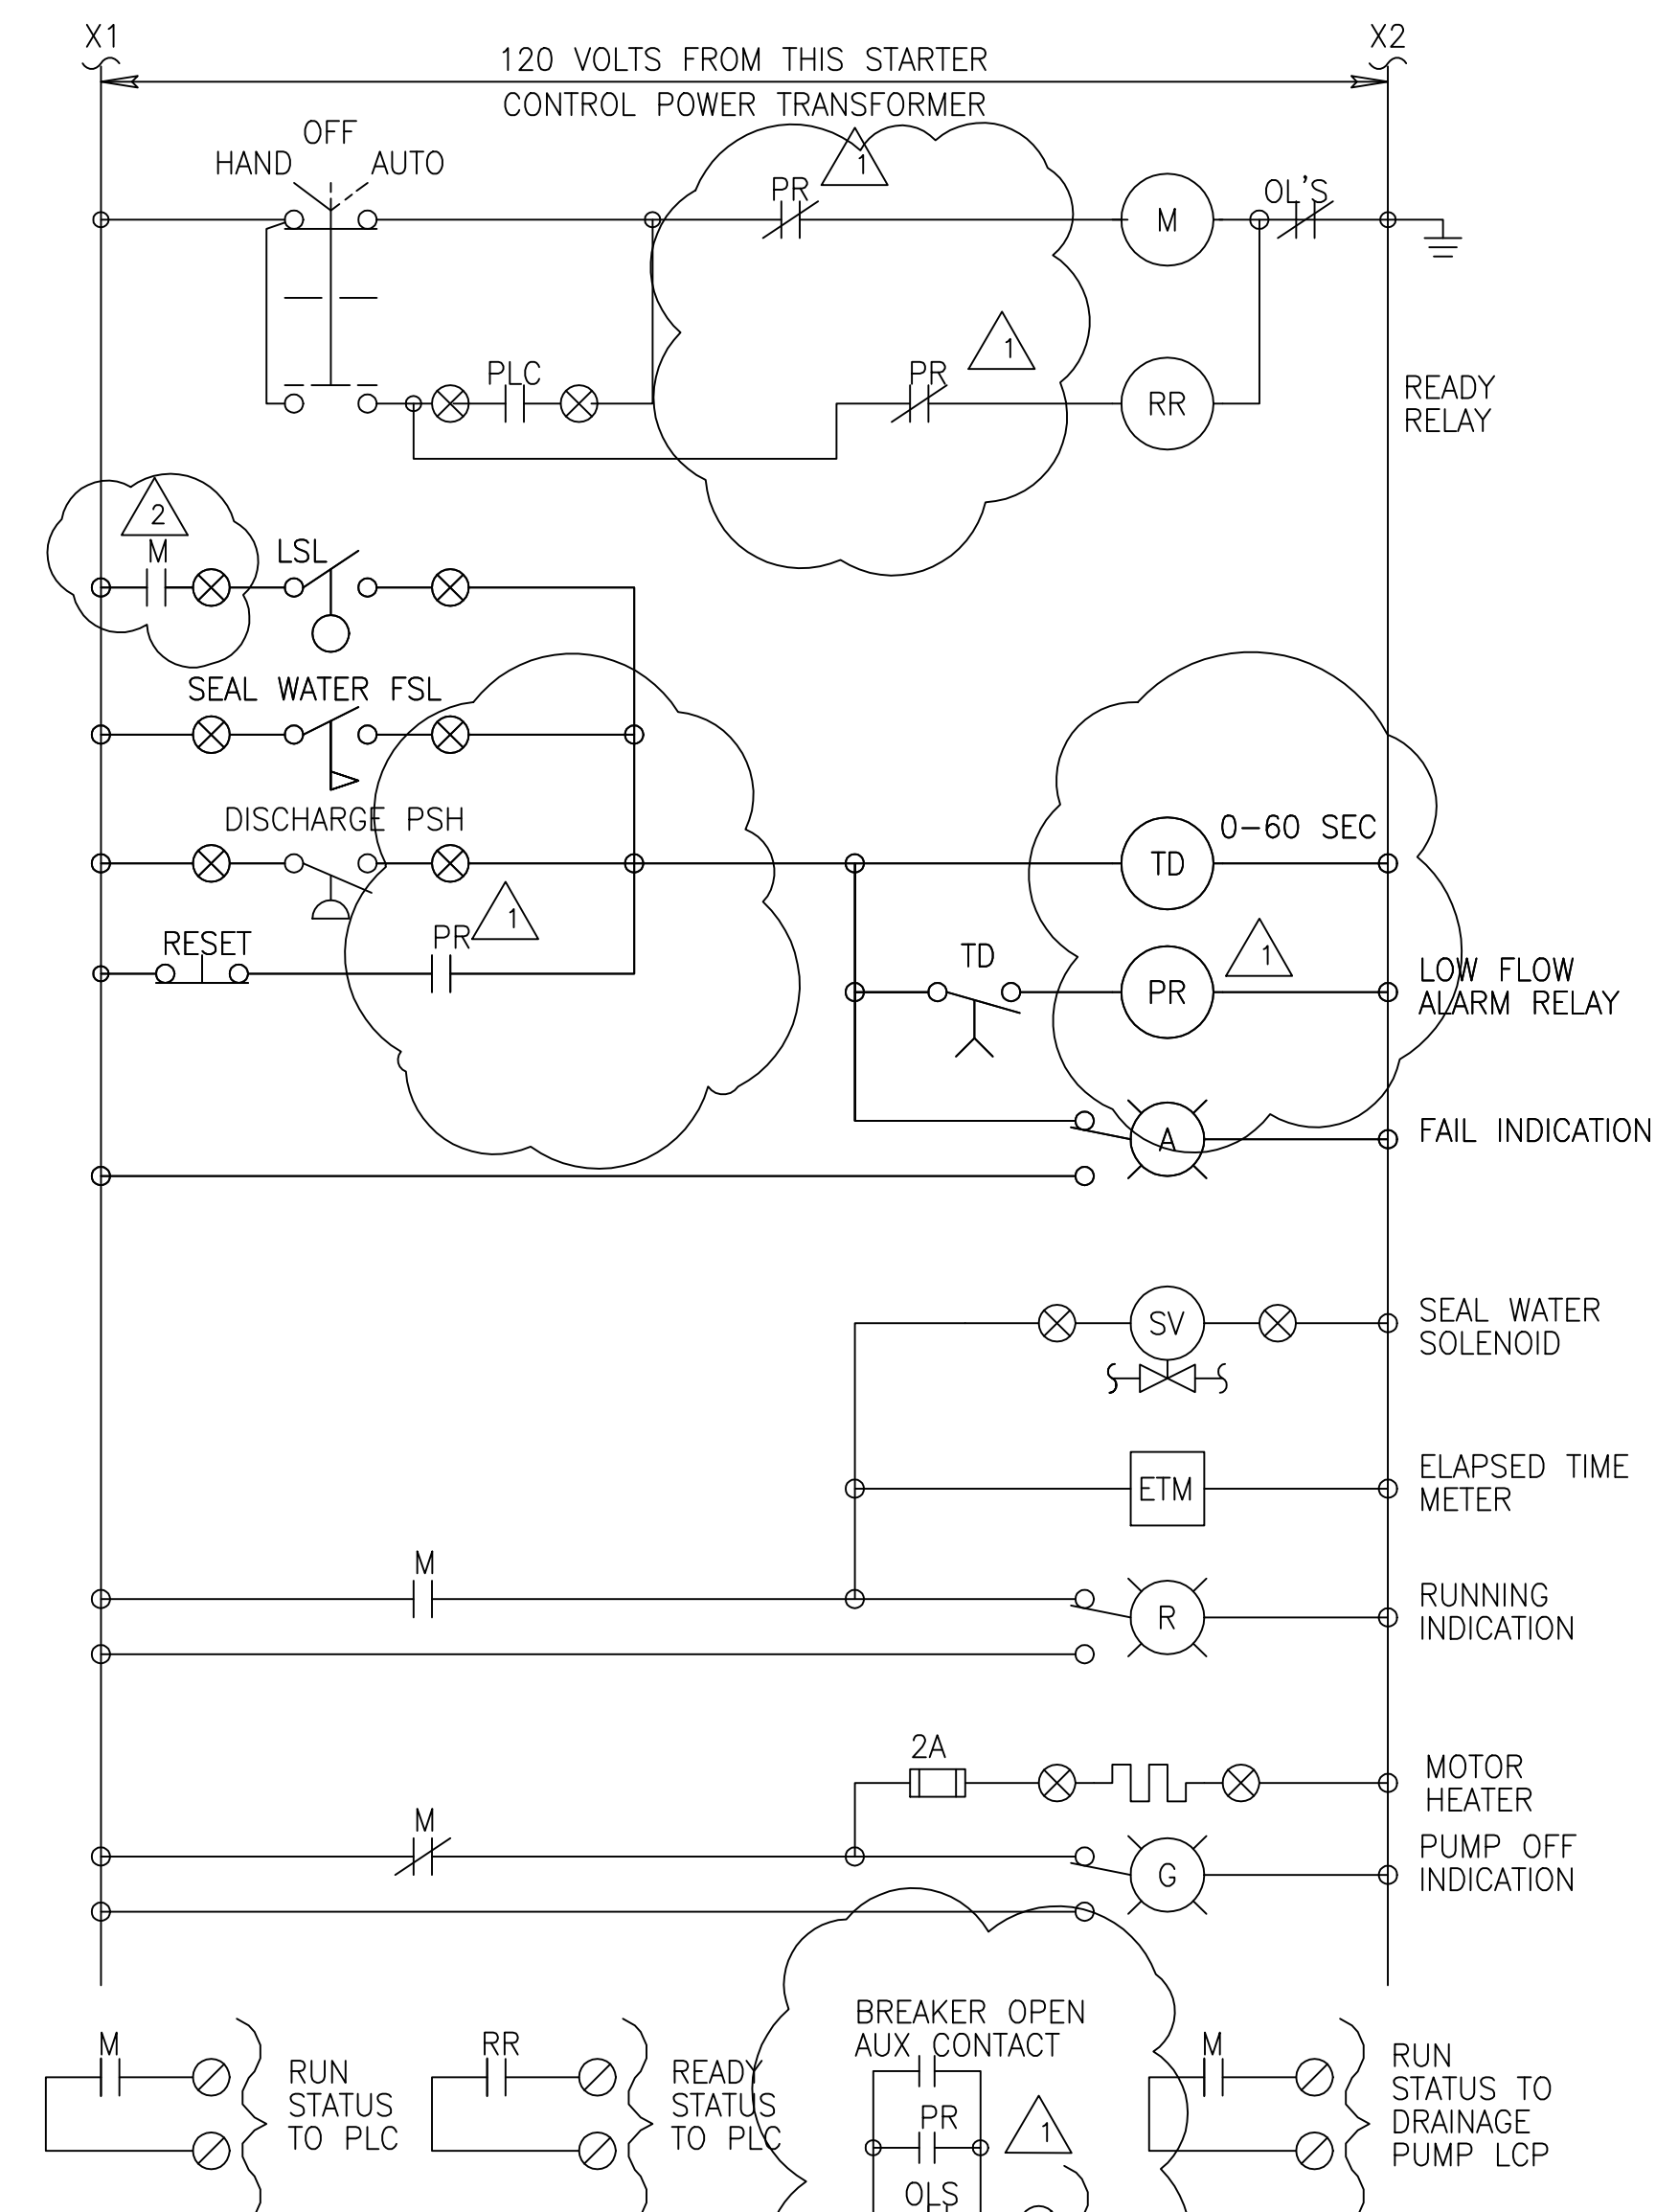 X1
X2
120 VOLTS FROM THIS STARTER
CONTROL POWER TRANSFORMER
OFF
HAND
AUTO
PR
1
M
OL'S
PLC
PR
1
RR
READY
RELAY
2
M
LSL
SEAL WATER FSL
DISCHARGE PSH
TD
0-60 SEC
RESET
PR
1
TD
PR
1
LOW FLOW
ALARM RELAY
A
FAIL INDICATION
SV
SEAL WATER
SOLENOID
ETM
ELAPSED TIME
METER
M
R
RUNNING
INDICATION
2A
MOTOR
HEATER
M
G
PUMP OFF
INDICATION
M
RUN
STATUS
TO PLC
RR
READY
STATUS
TO PLC
BREAKER OPEN
AUX CONTACT
PR
1
OLS
M
RUN
STATUS TO
DRAINAGE
PUMP LCP